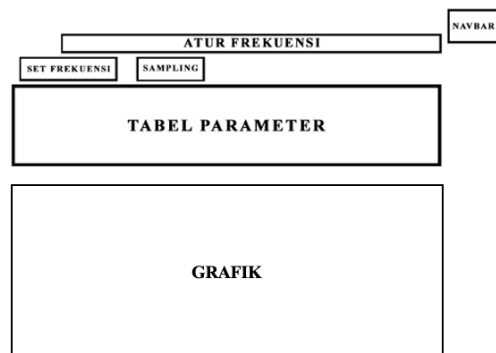 NAVBAR
ATUR FREKUENSI
SET FREKUENSI
SAMPLING
TABEL PARAMETER
GRAFIK